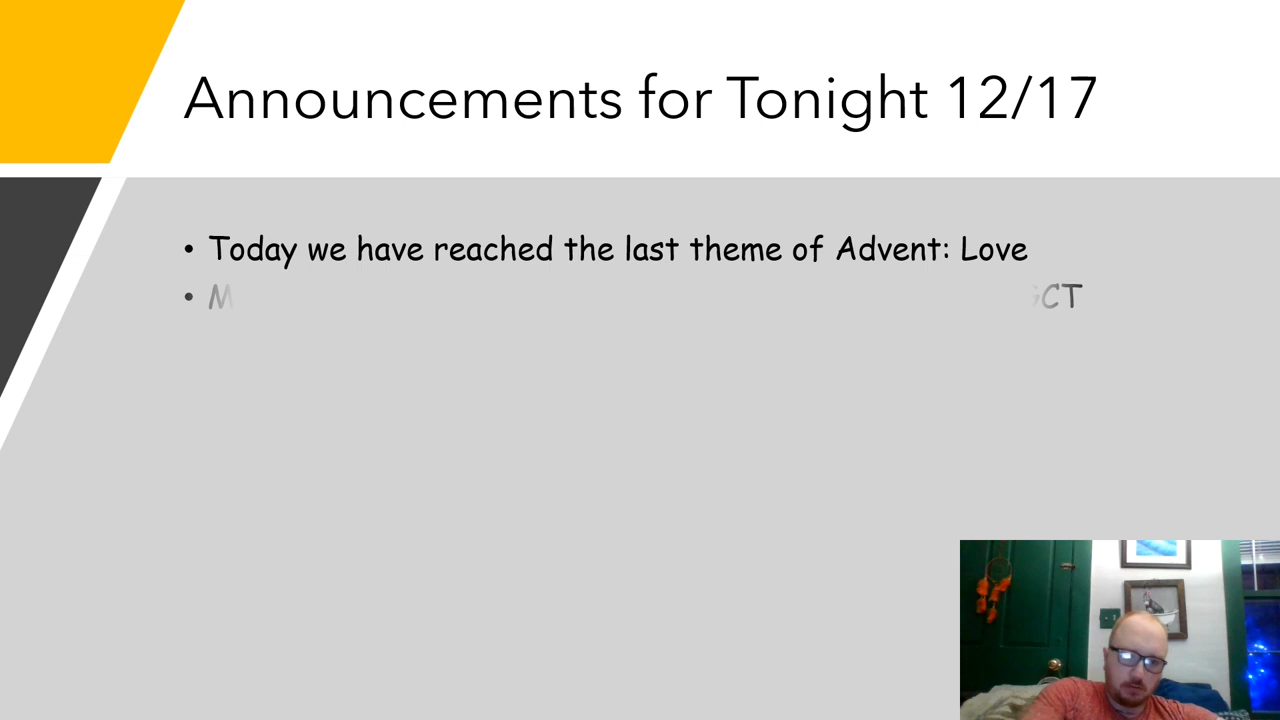 Announcements for Tonight 12/17
• Today we have reached the last theme of Advent: Love